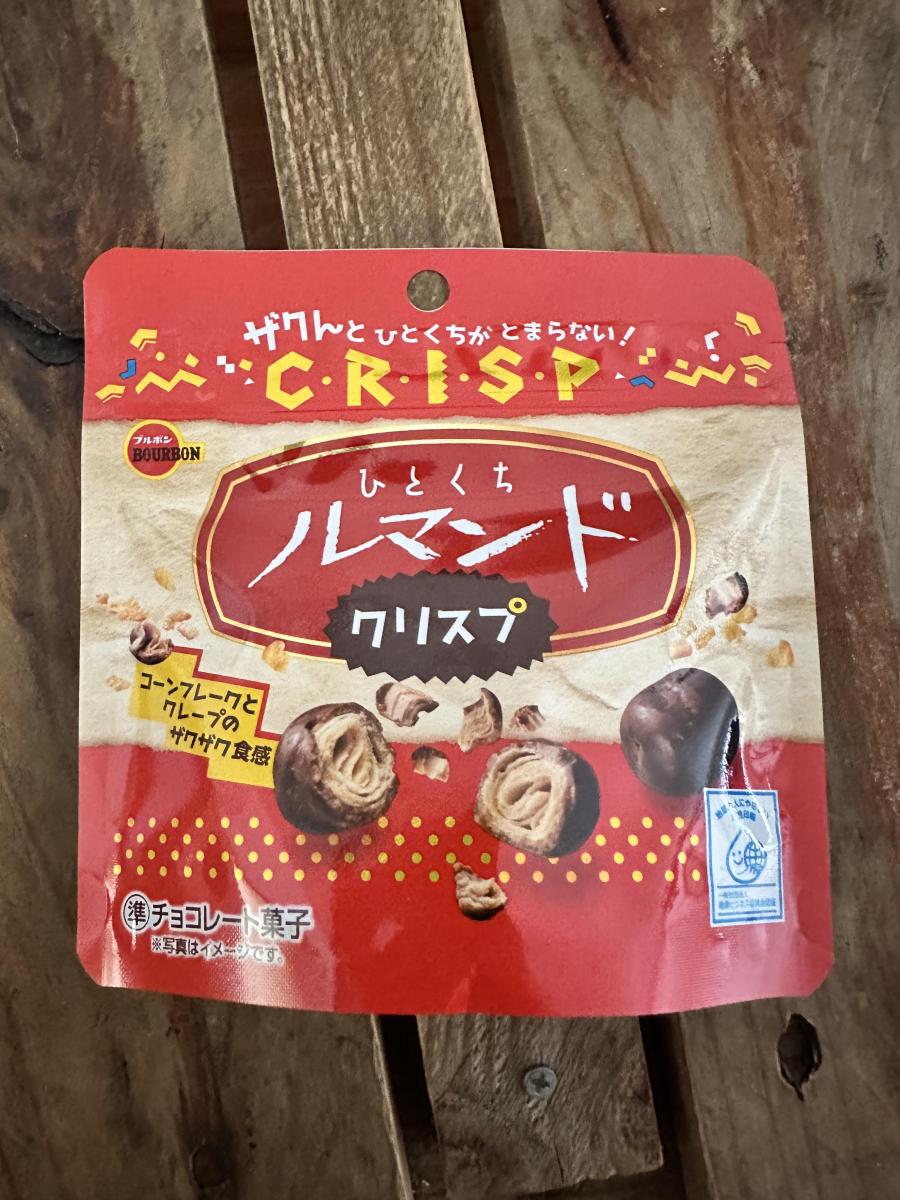 ザクんとひとくちがとまらない!
C・R・I・S・P
ブルボン
BOURBON
ひとくち
ルマンド
クリスプ
コーンフレークと
クレープの
ザクザク食感
準チョコレート菓子
※写真はイメージです。